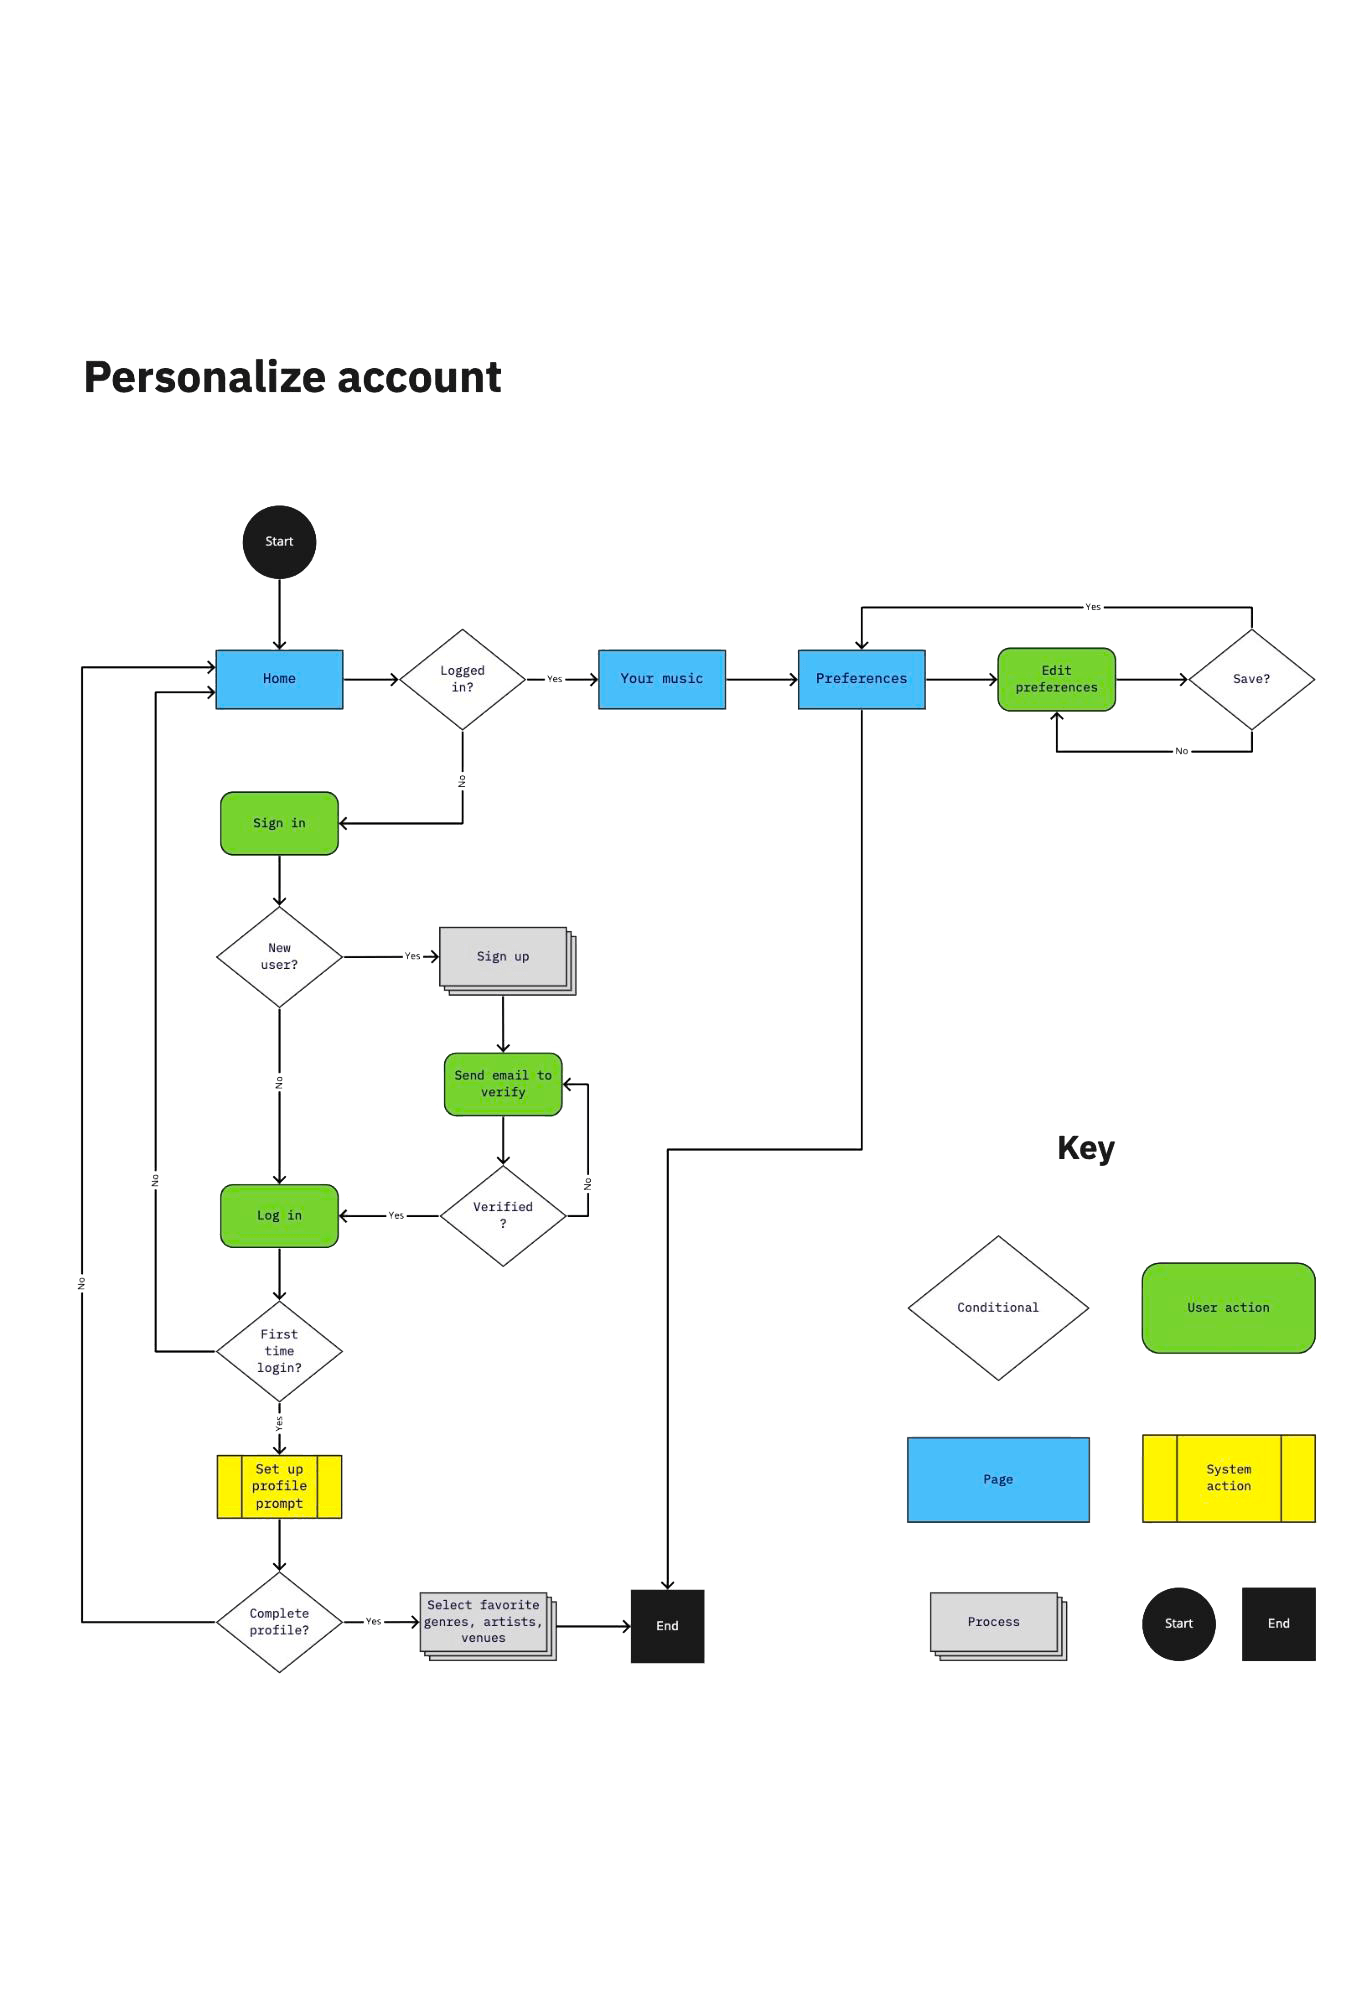 Personalize account
Start
Yes
Home
Logged
in?
Yes
Your music
Preferences
Edit
preferences
Save?
No
No
Sign in
New
user?
Yes
Sign up
No
Send email to
verify
No
Log in
Yes
Verified
?
No
No
First
time
login?
Yes
Set up
profile
prompt
No
Complete
profile?
Yes
Select favorite
genres, artists,
venues
End
Key
Conditional
User action
Page
System
action
Process
Start
End